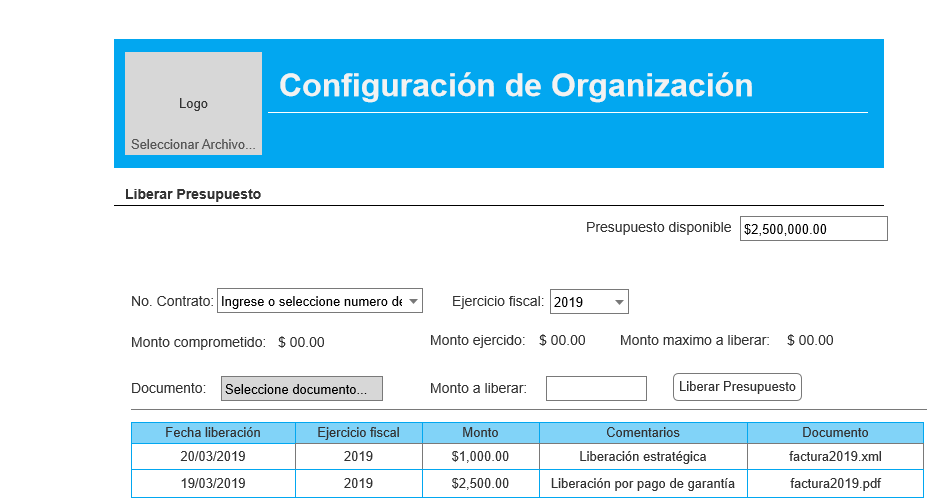 Configuración de Organización
Logo
Seleccionar Archivo...
Liberar Presupuesto
Presupuesto disponible $2,500,000.00
No. Contrato: Ingrese o seleccione numero de Ejercicio fiscal: 2019
Monto comprometido: $ 00.00 Monto ejercido: $ 00.00 Monto maximo a liberar: $ 00.00
Documento: Seleccione documento... Monto a liberar: Liberar Presupuesto
Fecha liberación Ejercicio fiscal Monto Comentarios Documento
20/03/2019 2019 $1,000.00 Liberación estratégica factura2019.xml
19/03/2019 2019 $2,500.00 Liberación por pago de garantía factura2019.pdf